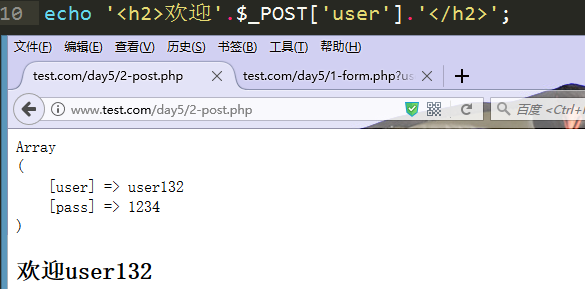 10 echo '<h2>欢迎'.$_POST['user'].'</h2>';
文件(F) 编辑(E) 查看(V) 历史(S) 书签(B) 工具(T) 帮助(H)
test.com/day5/2-post.php × test.com/day5/1-form.php?us × +
www.test.com/day5/2-post.php 百度 <Ctrl+
Array
(
[user] => user132
[pass] => 1234
)
欢迎user132